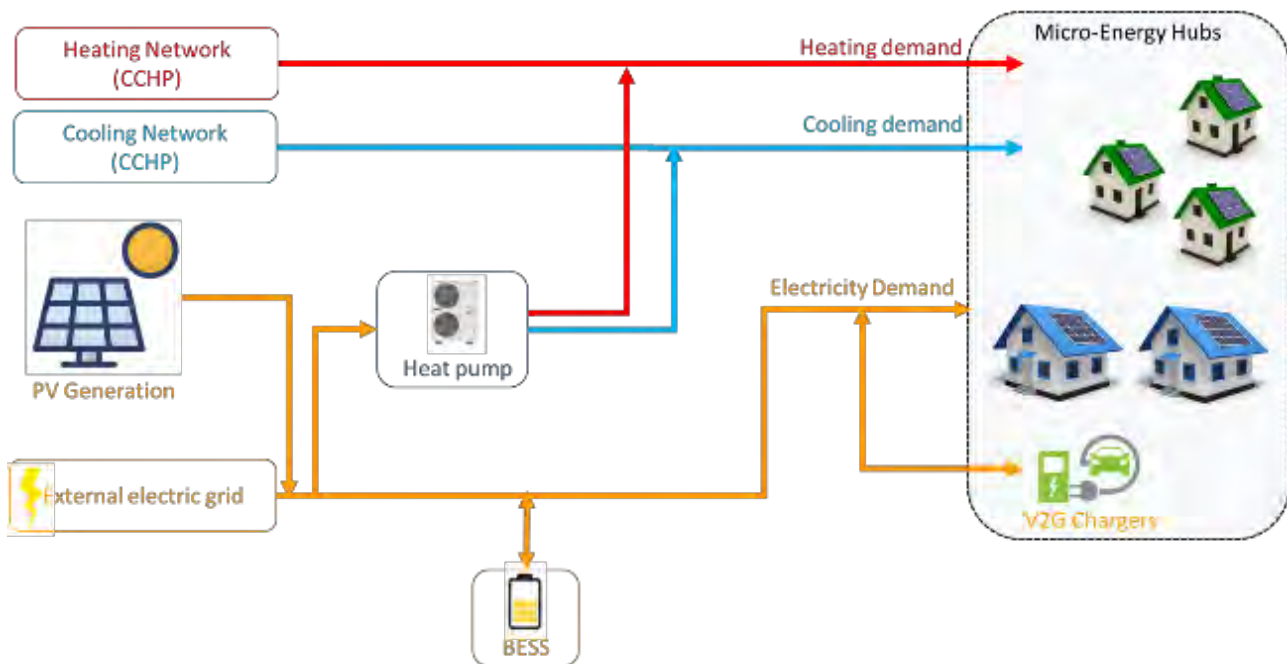 Micro-Energy Hubs
Heating Network
(CCHP)
Heating demand
Cooling Network
(CCHP)
Cooling demand
Electricity Demand
Heat pump
PV Generation
External electric grid
V2G Chargers
BESS